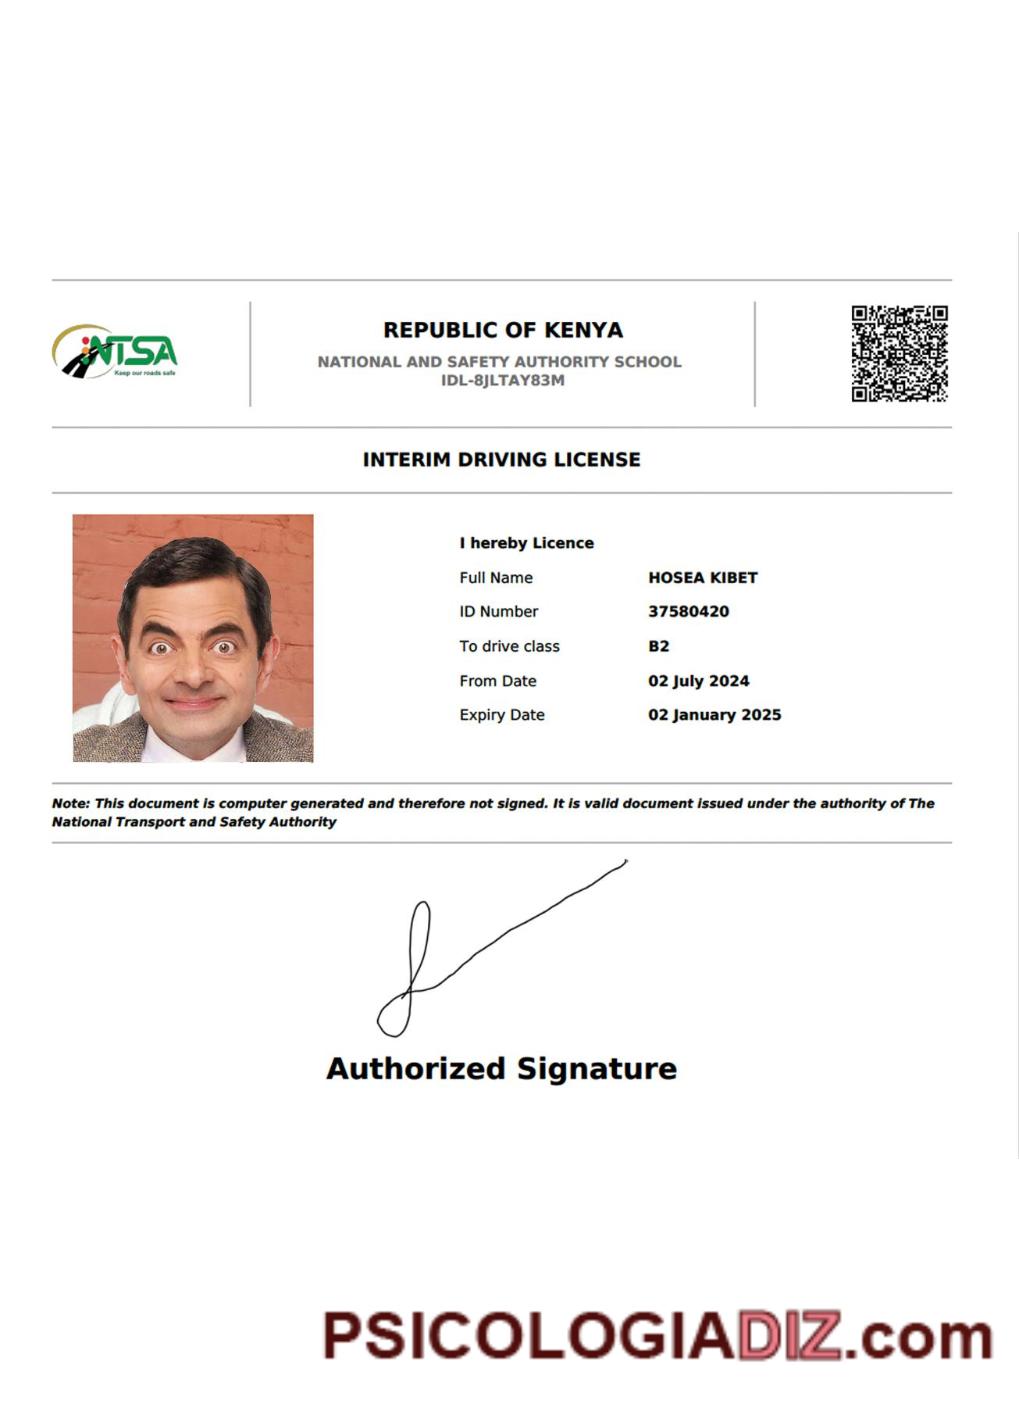 NTSA
Keep our roads safe
REPUBLIC OF KENYA
NATIONAL AND SAFETY AUTHORITY SCHOOL
IDL-8JLTAY83M
INTERIM DRIVING LICENSE
I hereby Licence
Full Name HOSEA KIBET
ID Number 37580420
To drive class B2
From Date 02 July 2024
Expiry Date 02 January 2025
Note: This document is computer generated and therefore not signed. It is valid document issued under the authority of The
National Transport and Safety Authority
Authorized Signature
PSICOLOGIADIZ.com